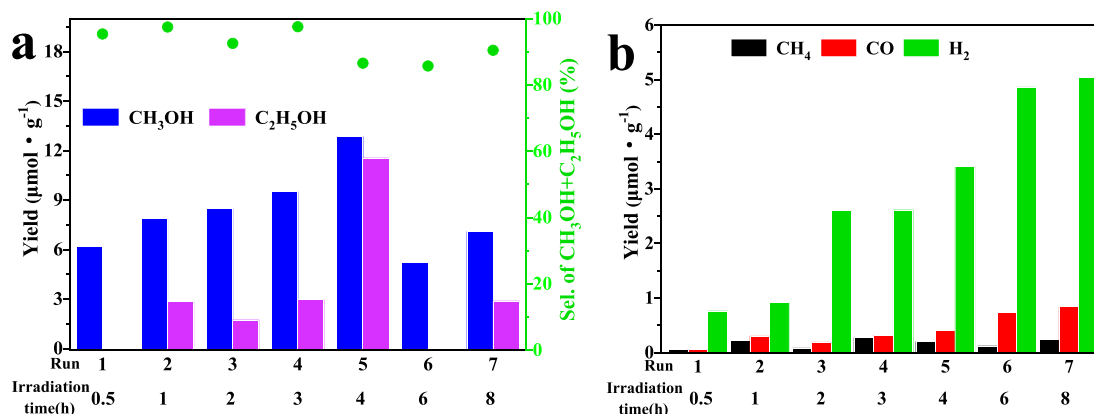 a
Yield (μmol · g⁻¹)
18
15
12
9
6
3
0
CH₃OH
C₂H₅OH
100
80
60
40
20
0
Sel. of CH₃OH+C₂H₅OH (%)
Run 1 2 3 4 5 6 7
Irradiation
time(h) 0.5 1 2 3 4 6 8
b
Yield (μmol · g⁻¹)
6
5
4
3
2
1
0
CH₄ CO H₂
Run 1 2 3 4 5 6 7
Irradiation
time(h) 0.5 1 2 3 4 6 8